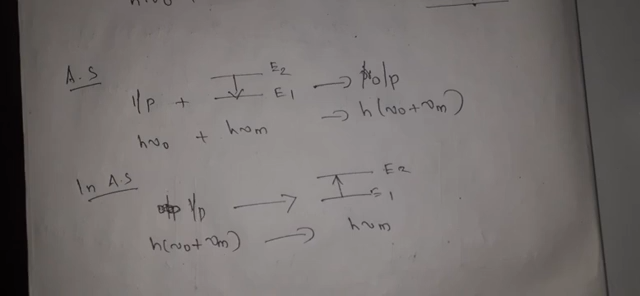 A.S
E2
I/p + E1 → o/p
hν₀ + hνm → h(ν₀+νm)
In A.S
E2
I/p → E1
h(ν₀+νm) → hνm